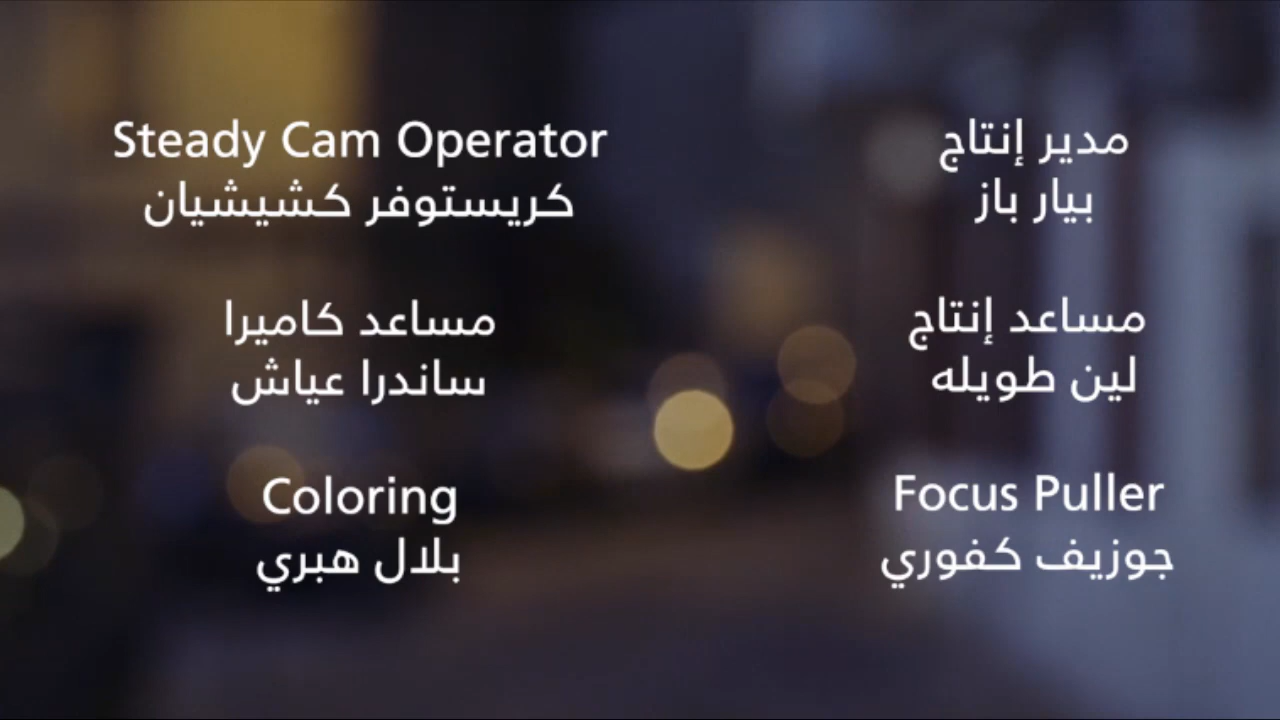 مدير إنتاج
بيار باز
مساعد إنتاج
لين طويله
Focus Puller
جوزيف كفوري
Steady Cam Operator
كريستوفر كشيشيان
مساعد كاميرا
ساندرا عياش
Coloring
بلال هبري